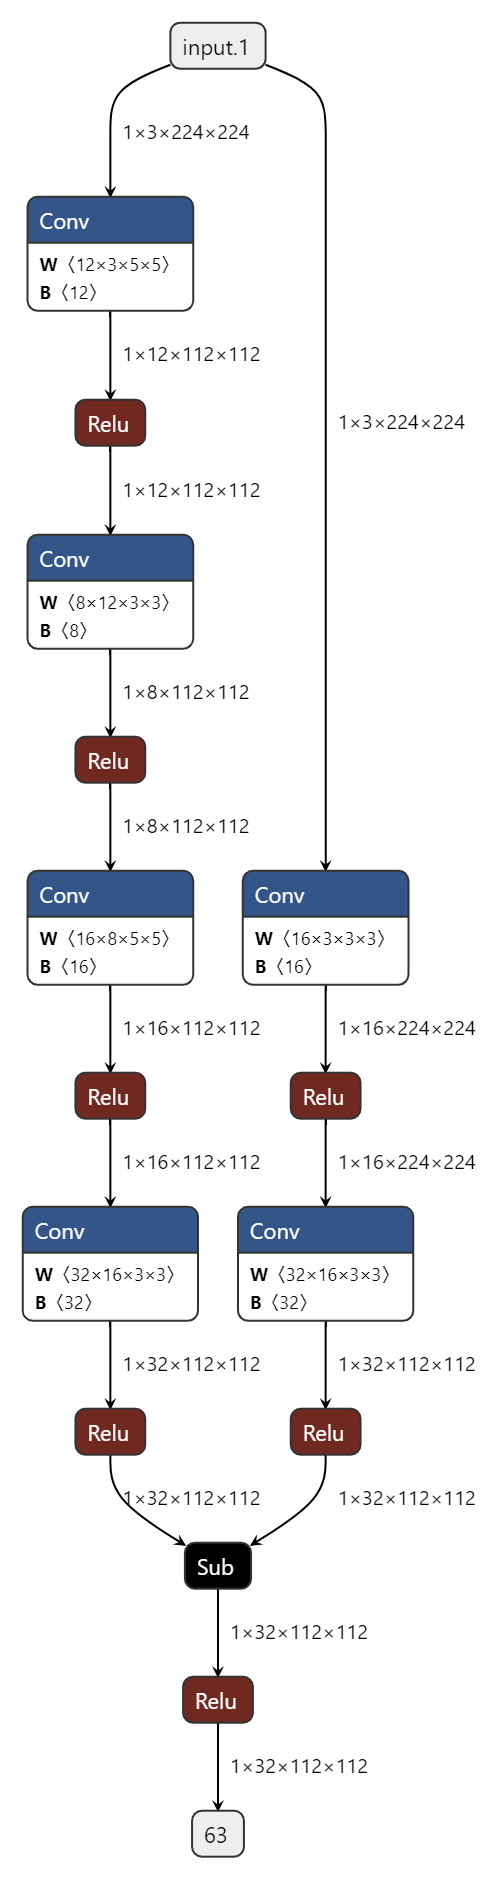 input.1
1×3×224×224
Conv
W ⟨12×3×5×5⟩
B ⟨12⟩
1×12×112×112
Relu
1×3×224×224
1×12×112×112
Conv
W ⟨8×12×3×3⟩
B ⟨8⟩
1×8×112×112
Relu
1×8×112×112
Conv
W ⟨16×8×5×5⟩
B ⟨16⟩
Conv
W ⟨16×3×3×3⟩
B ⟨16⟩
1×16×112×112
1×16×224×224
Relu
Relu
1×16×112×112
1×16×224×224
Conv
W ⟨32×16×3×3⟩
B ⟨32⟩
Conv
W ⟨32×16×3×3⟩
B ⟨32⟩
1×32×112×112
1×32×112×112
Relu
Relu
1×32×112×112
1×32×112×112
Sub
1×32×112×112
Relu
1×32×112×112
63